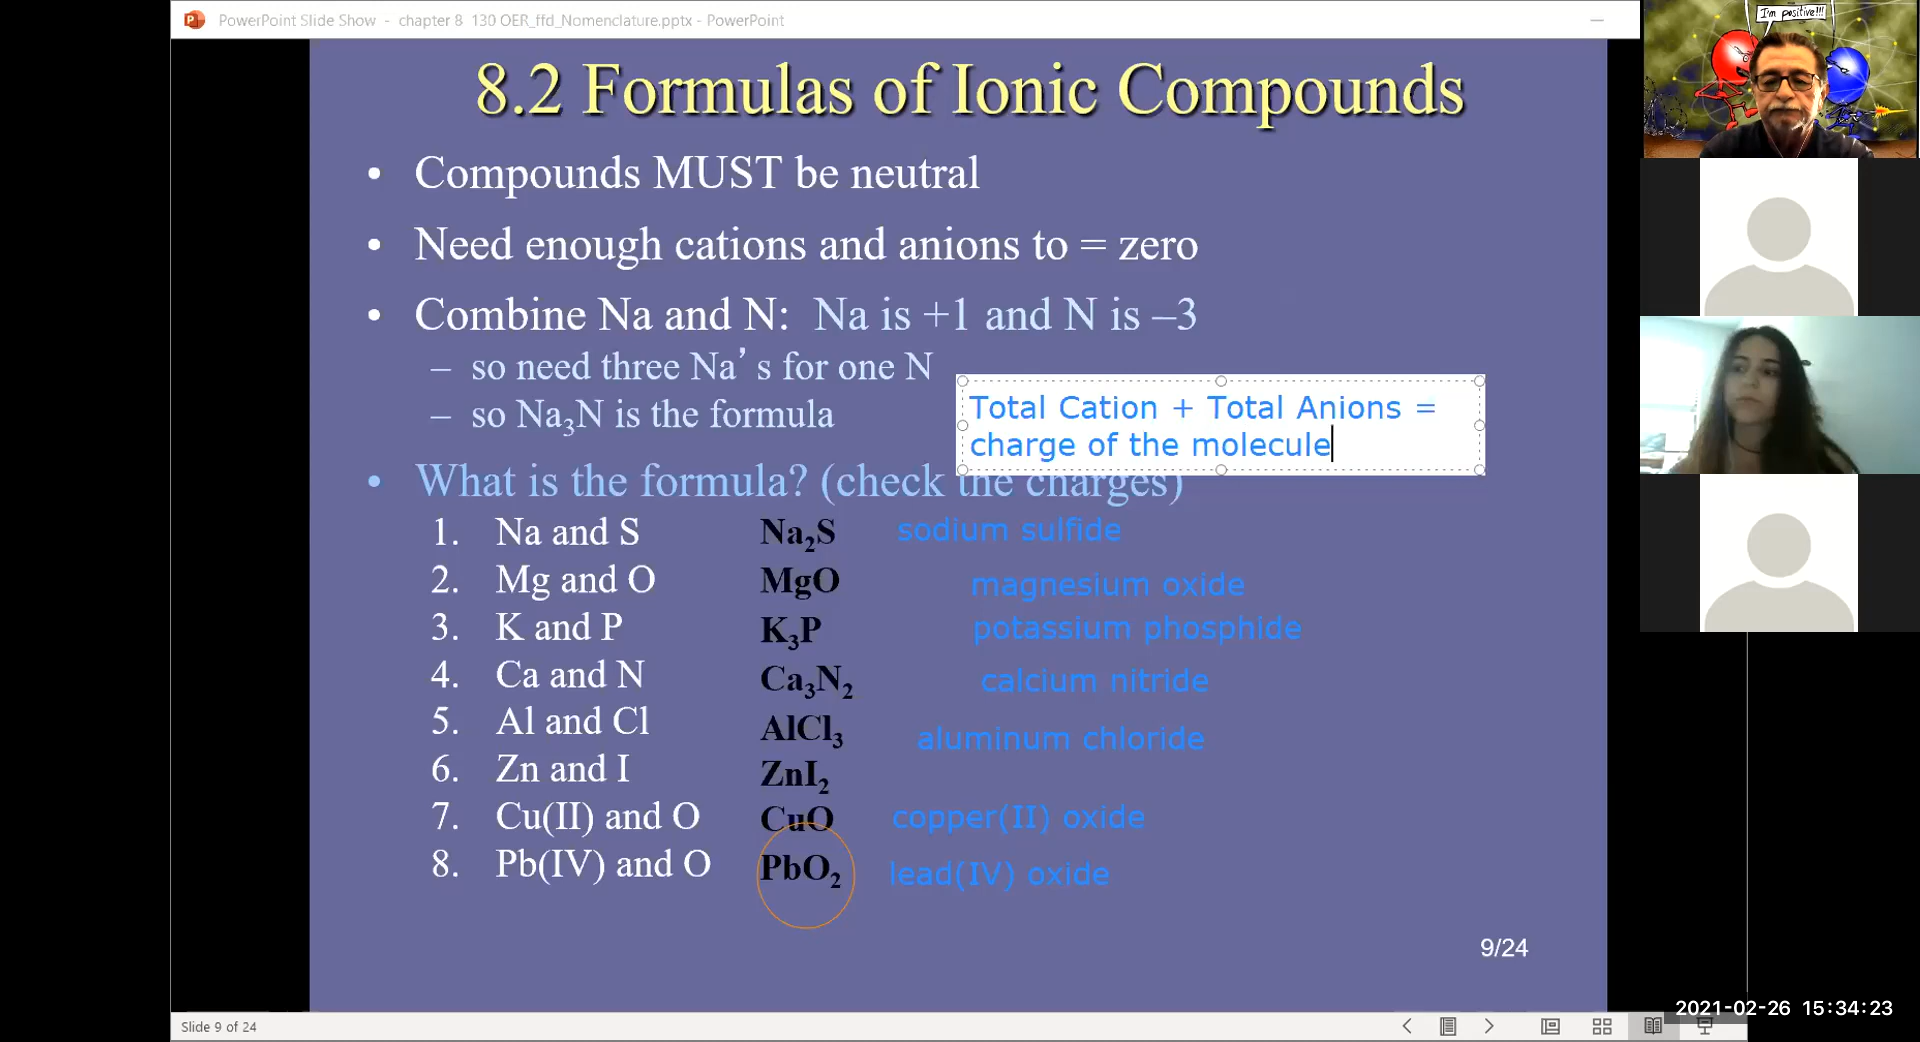 PowerPoint Slide Show - chapter 8 130 OER_ffd_Nomenclature.pptx - PowerPoint
I'm positive!!!
8.2 Formulas of Ionic Compounds
• Compounds MUST be neutral
• Need enough cations and anions to = zero
• Combine Na and N: Na is +1 and N is –3
– so need three Na’s for one N
– so Na₃N is the formula
Total Cation + Total Anions =
charge of the molecule
• What is the formula? (check the charges)
1. Na and S Na₂S sodium sulfide
2. Mg and O MgO magnesium oxide
3. K and P K₃P potassium phosphide
4. Ca and N Ca₃N₂ calcium nitride
5. Al and Cl AlCl₃ aluminum chloride
6. Zn and I ZnI₂
7. Cu(II) and O CuO copper(II) oxide
8. Pb(IV) and O PbO₂ lead(IV) oxide
9/24
2021-02-26 15:34:23
Slide 9 of 24